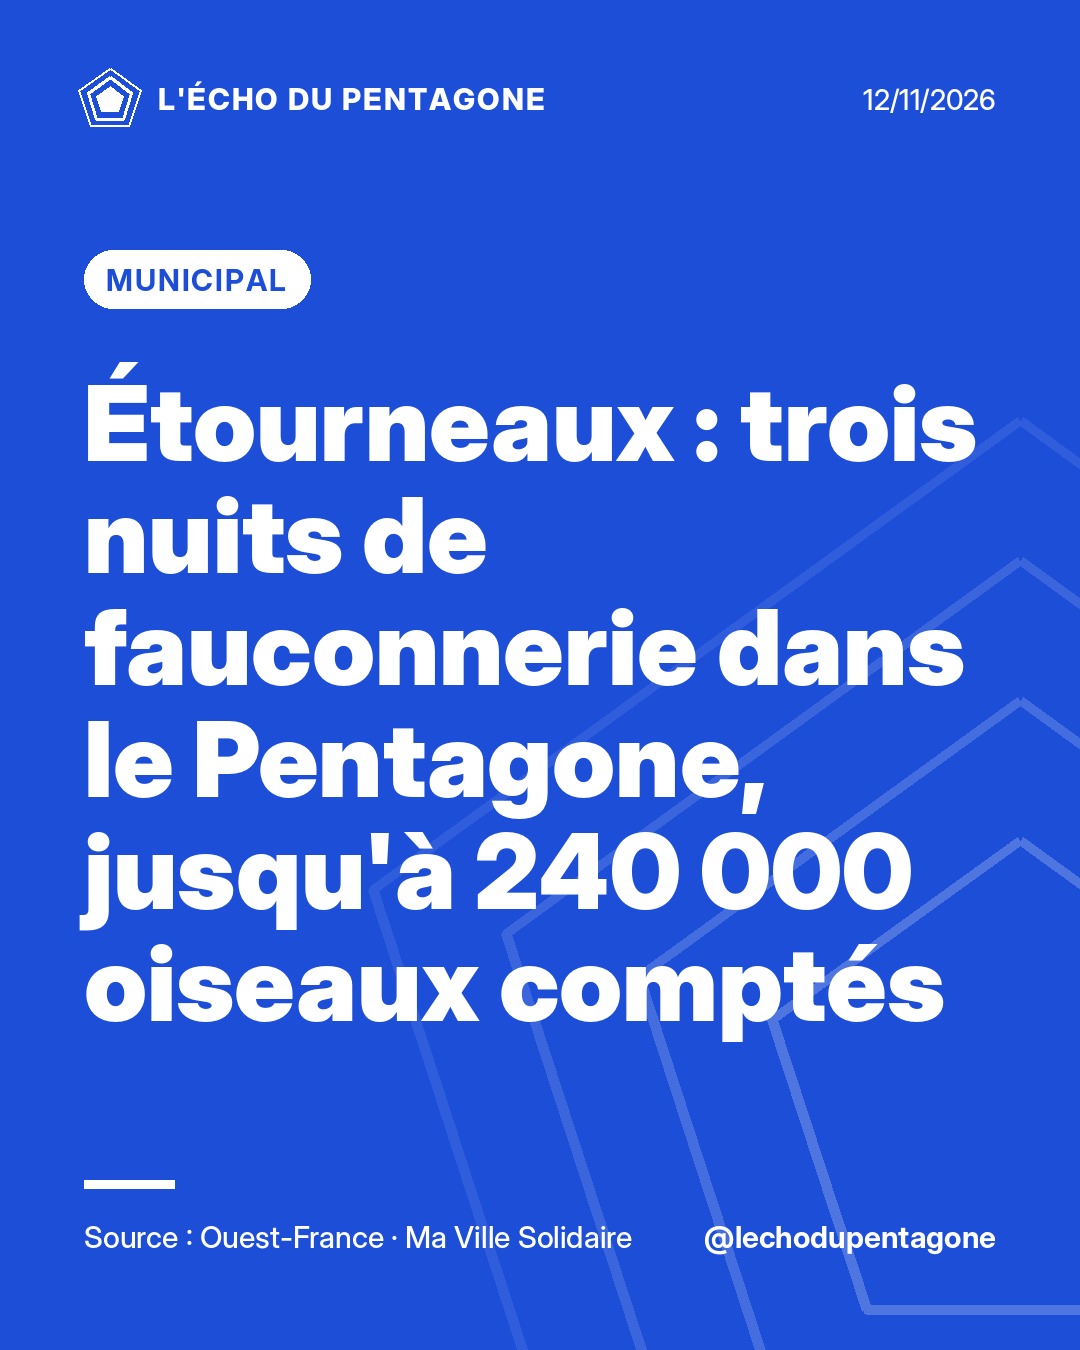 L'ÉCHO DU PENTAGONE
12/11/2026
MUNICIPAL
Étourneaux : trois
nuits de
fauconnerie dans
le Pentagone,
jusqu'à 240 000
oiseaux comptés
Source : Ouest-France · Ma Ville Solidaire
@lechodupentagone